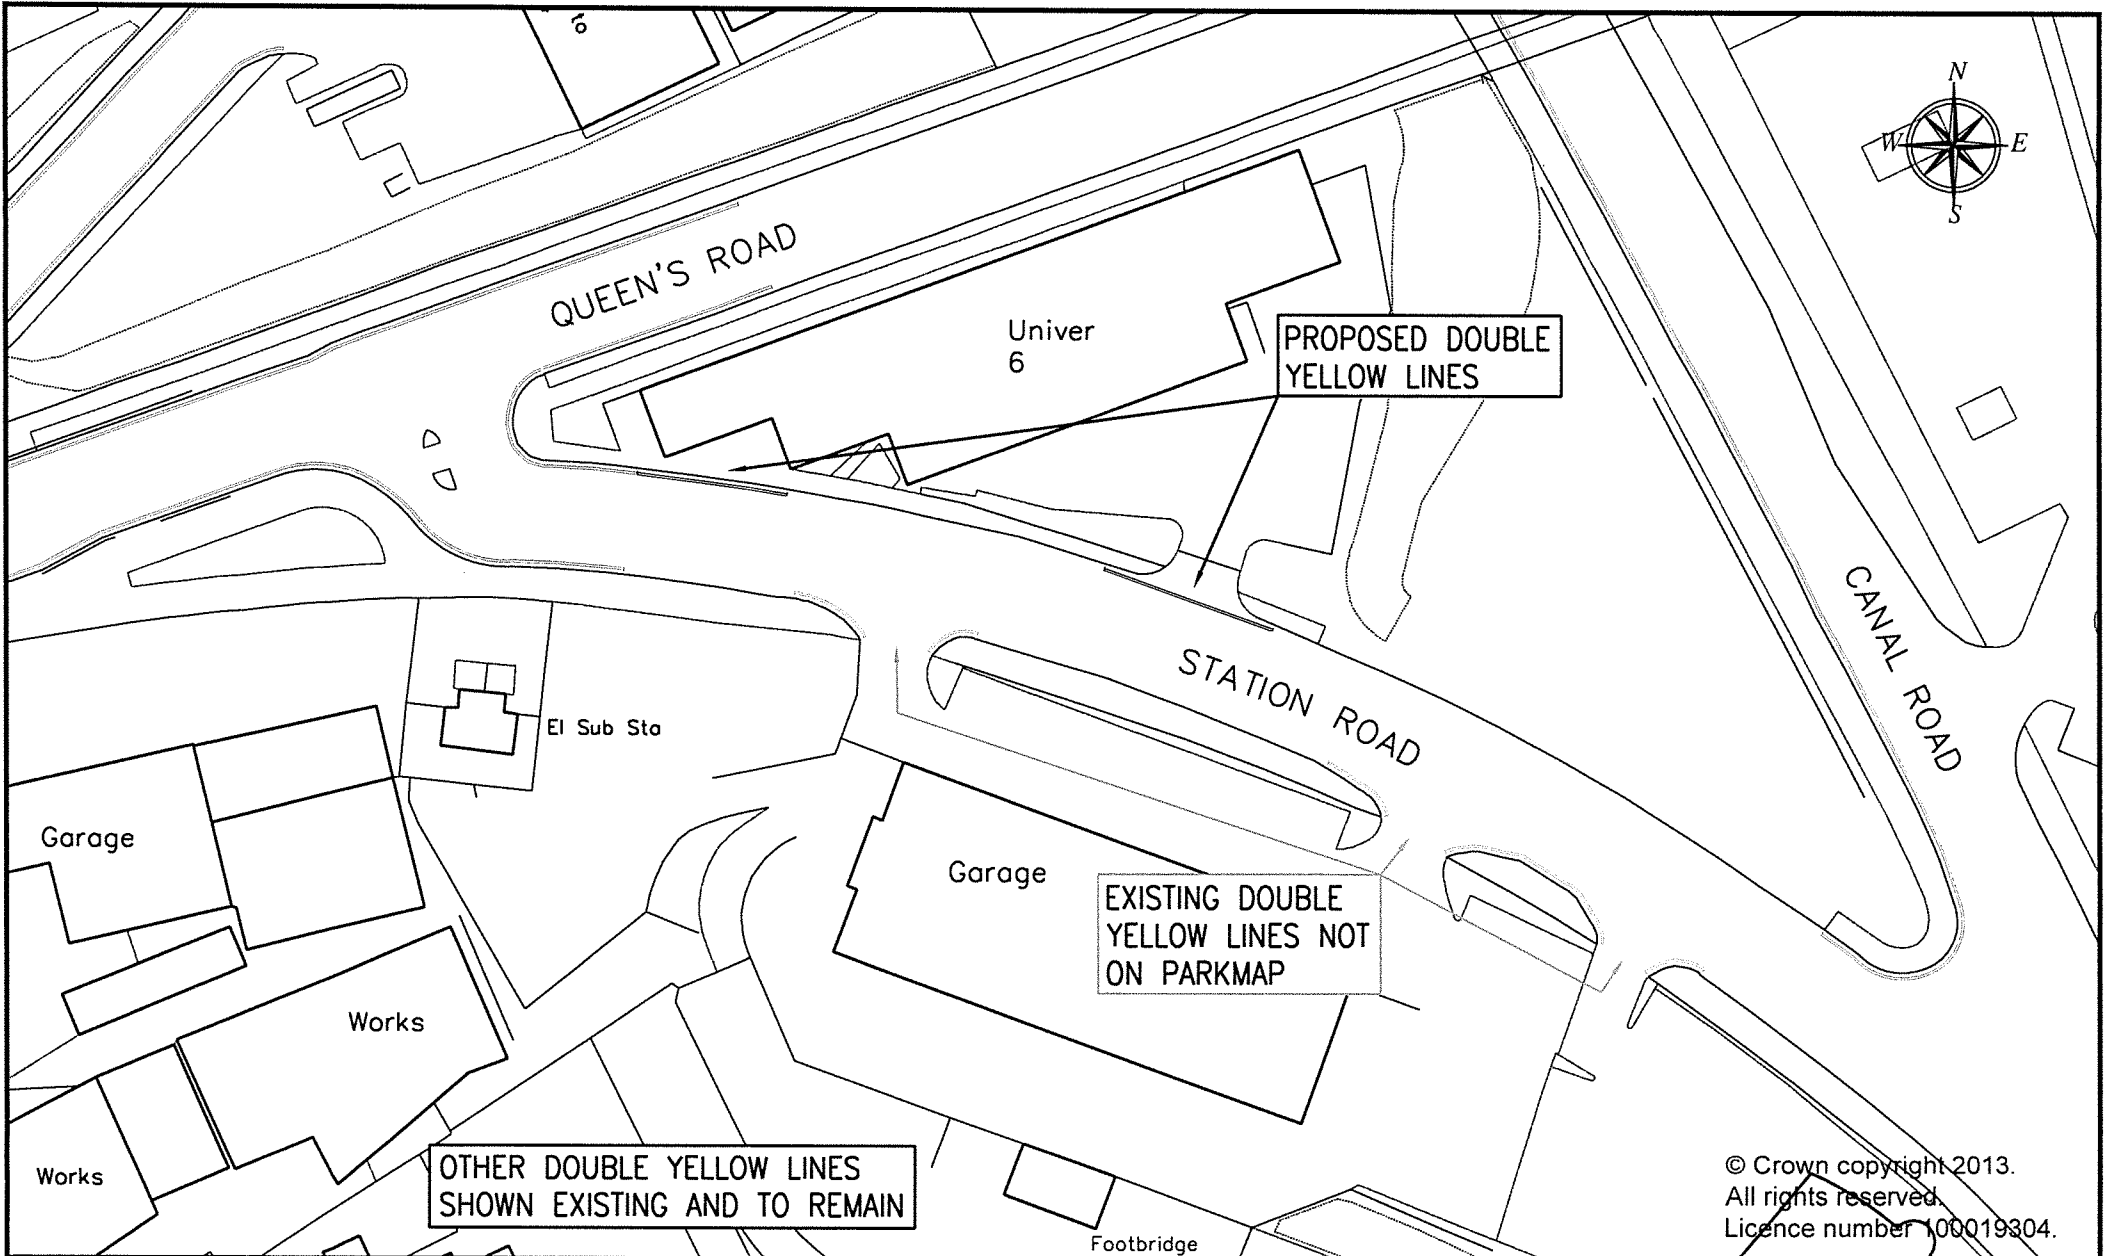 N
W
E
S
QUEEN'S ROAD
Univer
6
PROPOSED DOUBLE
YELLOW LINES
CANAL ROAD
STATION ROAD
El Sub Sta
Garage
Garage
EXISTING DOUBLE
YELLOW LINES NOT
ON PARKMAP
Works
Works
OTHER DOUBLE YELLOW LINES
SHOWN EXISTING AND TO REMAIN
Footbridge
© Crown copyright 2013.
All rights reserved.
Licence number 100019304.